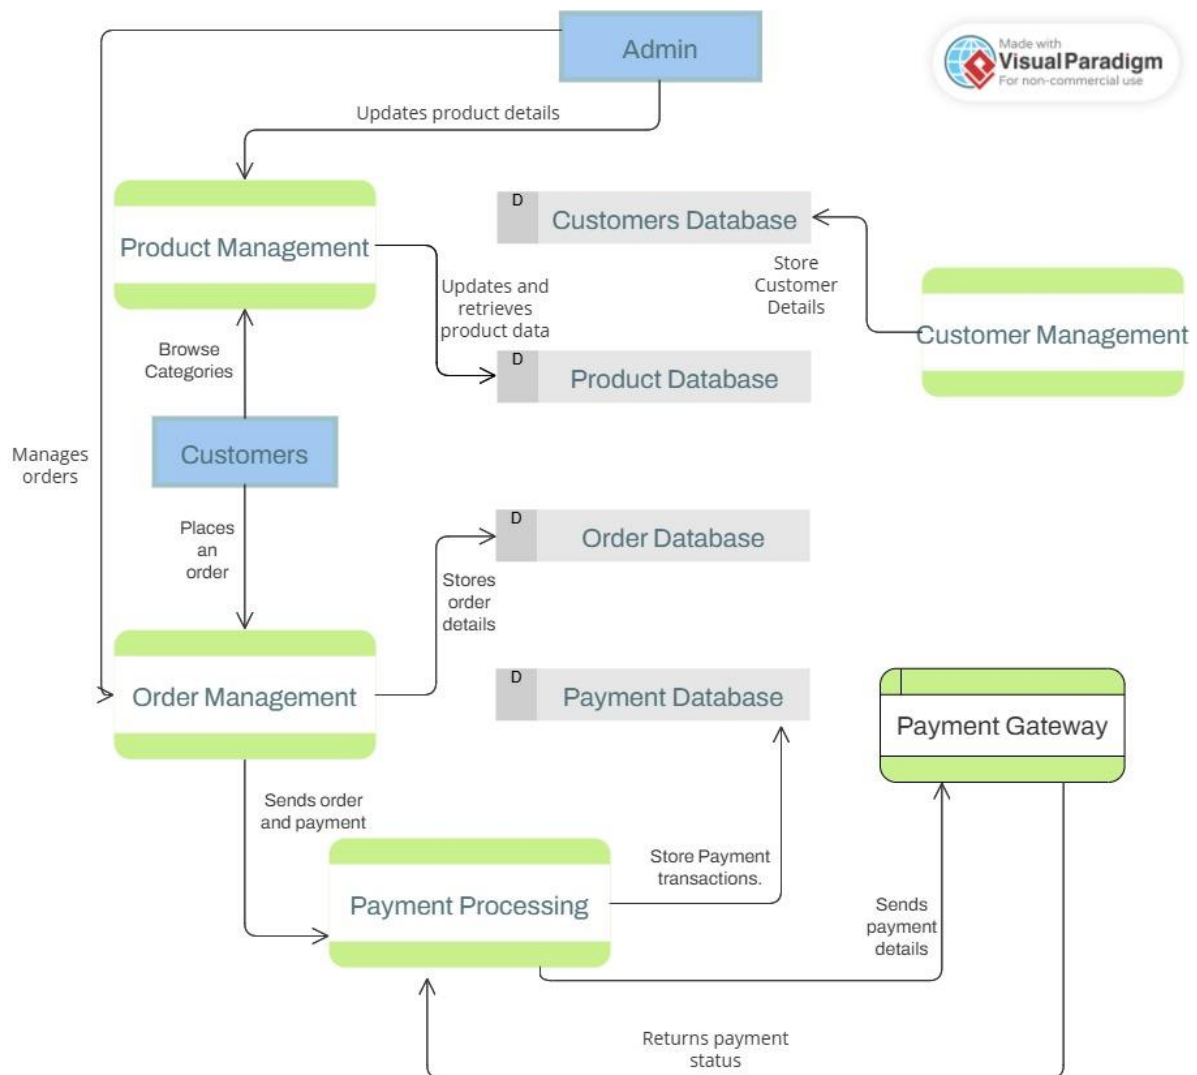 Admin
Made with
VisualParadigm
For non-commercial use
Updates product details
D
Customers Database
Product Management
Store
Customer
Details
Updates and
retrieves
product data
Customer Management
Browse
Categories
D
Product Database
Customers
Manages
orders
Places
an
order
D
Order Database
Stores
order
details
Order Management
D
Payment Database
Payment Gateway
Sends order
and payment
Store Payment
transactions.
Payment Processing
Sends
payment
details
Returns payment
status